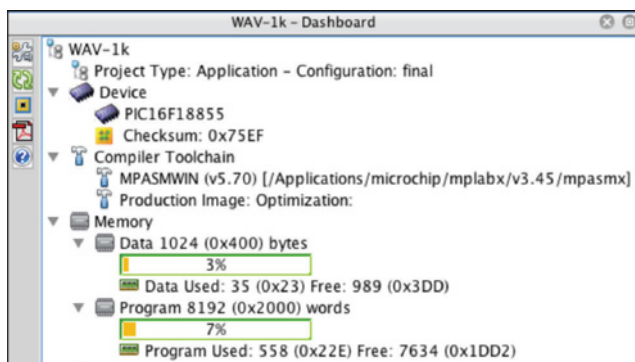 WAV-1k - Dashboard
WAV-1k
Project Type: Application - Configuration: final
Device
PIC16F18855
Checksum: 0x75EF
Compiler Toolchain
MPASMWIN (v5.70) [/Applications/microchip/mplabx/v3.45/mpasmx]
Production Image: Optimization:
Memory
Data 1024 (0x400) bytes
3%
Data Used: 35 (0x23) Free: 989 (0x3DD)
Program 8192 (0x2000) words
7%
Program Used: 558 (0x22E) Free: 7634 (0x1DD2)